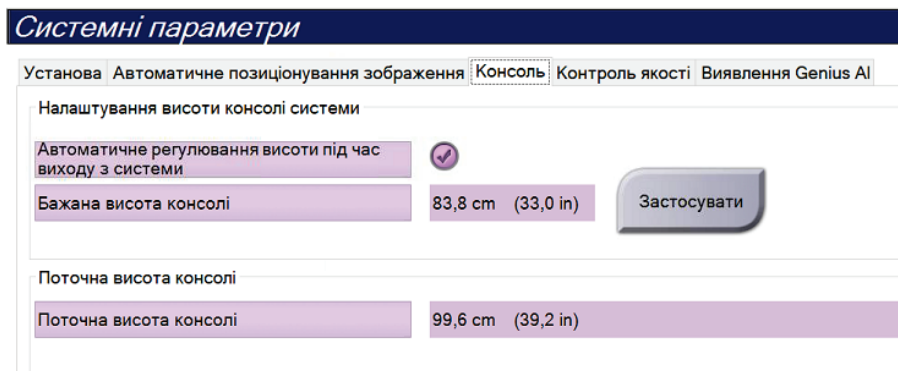 Системні параметри
Установа Автоматичне позиціонування зображення Консоль Контроль якості Виявлення Genius AI
Налаштування висоти консолі системи
Автоматичне регулювання висоти під час
виходу з системи
Бажана висота консолі 83,8 cm (33,0 in) Застосувати
Поточна висота консолі
Поточна висота консолі 99,6 cm (39,2 in)